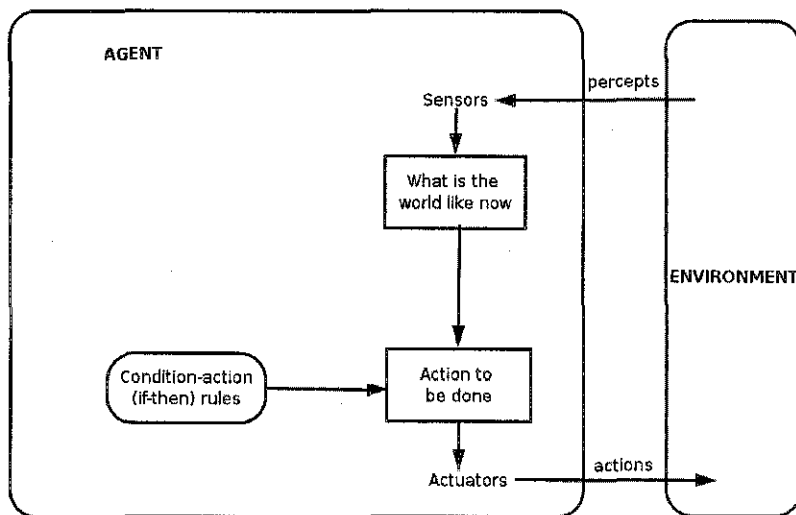 AGENT
percepts
Sensors
What is the
world like now
ENVIRONMENT
Condition-action
(if-then) rules
Action to
be done
Actuators
actions